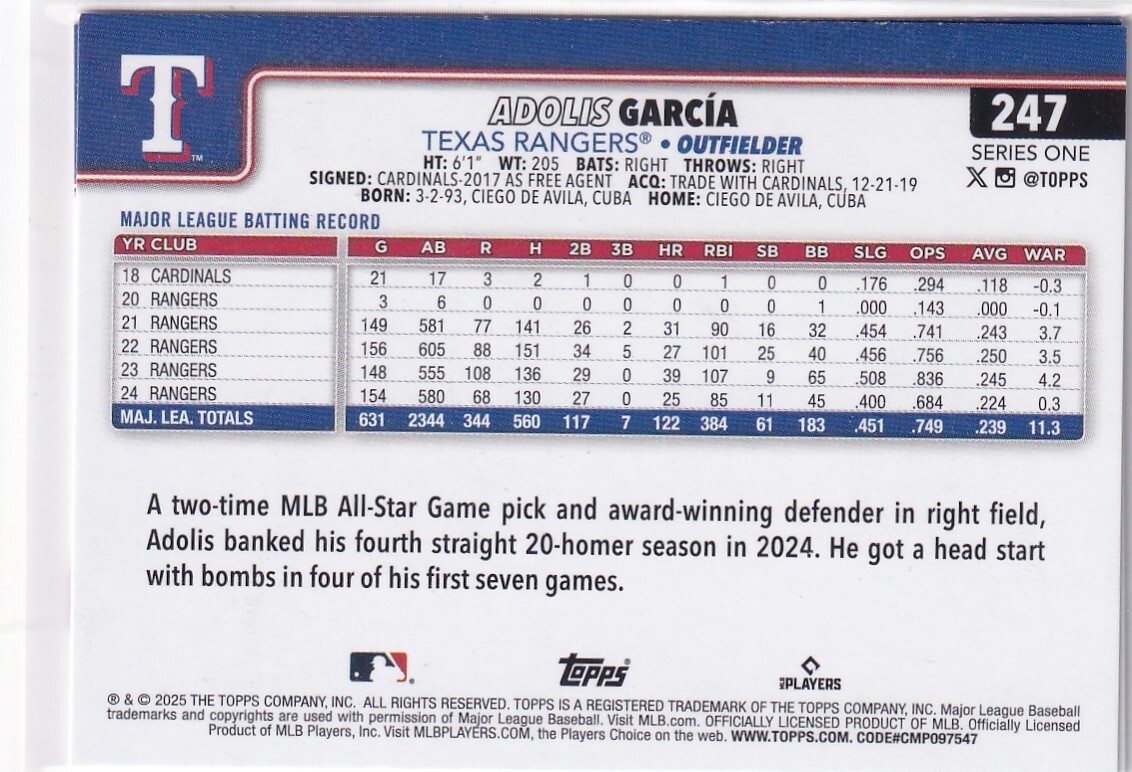 T
TM
ADOLIS GARCÍA
247
TEXAS RANGERS® • OUTFIELDER
SERIES ONE
HT: 6'1" WT: 205 BATS: RIGHT THROWS: RIGHT
@TOPPS
SIGNED: CARDINALS-2017 AS FREE AGENT ACQ: TRADE WITH CARDINALS, 12-21-19
BORN: 3-2-93, CIEGO DE AVILA, CUBA HOME: CIEGO DE AVILA, CUBA
MAJOR LEAGUE BATTING RECORD
YR CLUB G AB R H 2B 3B HR RBI SB BB SLG OPS AVG WAR
18 CARDINALS 21 17 3 2 1 0 0 1 0 0 .176 .294 .118 -0.3
20 RANGERS 3 6 0 0 0 0 0 0 0 1 .000 .143 .000 -0.1
21 RANGERS 149 581 77 141 26 2 31 90 16 32 .454 .741 .243 3.7
22 RANGERS 156 605 88 151 34 5 27 101 25 40 .456 .756 .250 3.5
23 RANGERS 148 555 108 136 29 0 39 107 9 65 .508 .836 .245 4.2
24 RANGERS 154 580 68 130 27 0 25 85 11 45 .400 .684 .224 0.3
MAJ. LEA. TOTALS 631 2344 344 560 117 7 122 384 61 183 .451 .749 .239 11.3
A two-time MLB All-Star Game pick and award-winning defender in right field,
Adolis banked his fourth straight 20-homer season in 2024. He got a head start
with bombs in four of his first seven games.
topps®
MLB PLAYERS
® & © 2025 THE TOPPS COMPANY, INC. ALL RIGHTS RESERVED. TOPPS IS A REGISTERED TRADEMARK OF THE TOPPS COMPANY, INC. Major League Baseball
trademarks and copyrights are used with permission of Major League Baseball. Visit MLB.com. OFFICIALLY LICENSED PRODUCT OF MLB. Officially Licensed
Product of MLB Players, Inc. Visit MLBPLAYERS.COM, the Players Choice on the web. WWW.TOPPS.COM. CODE#CMP097547